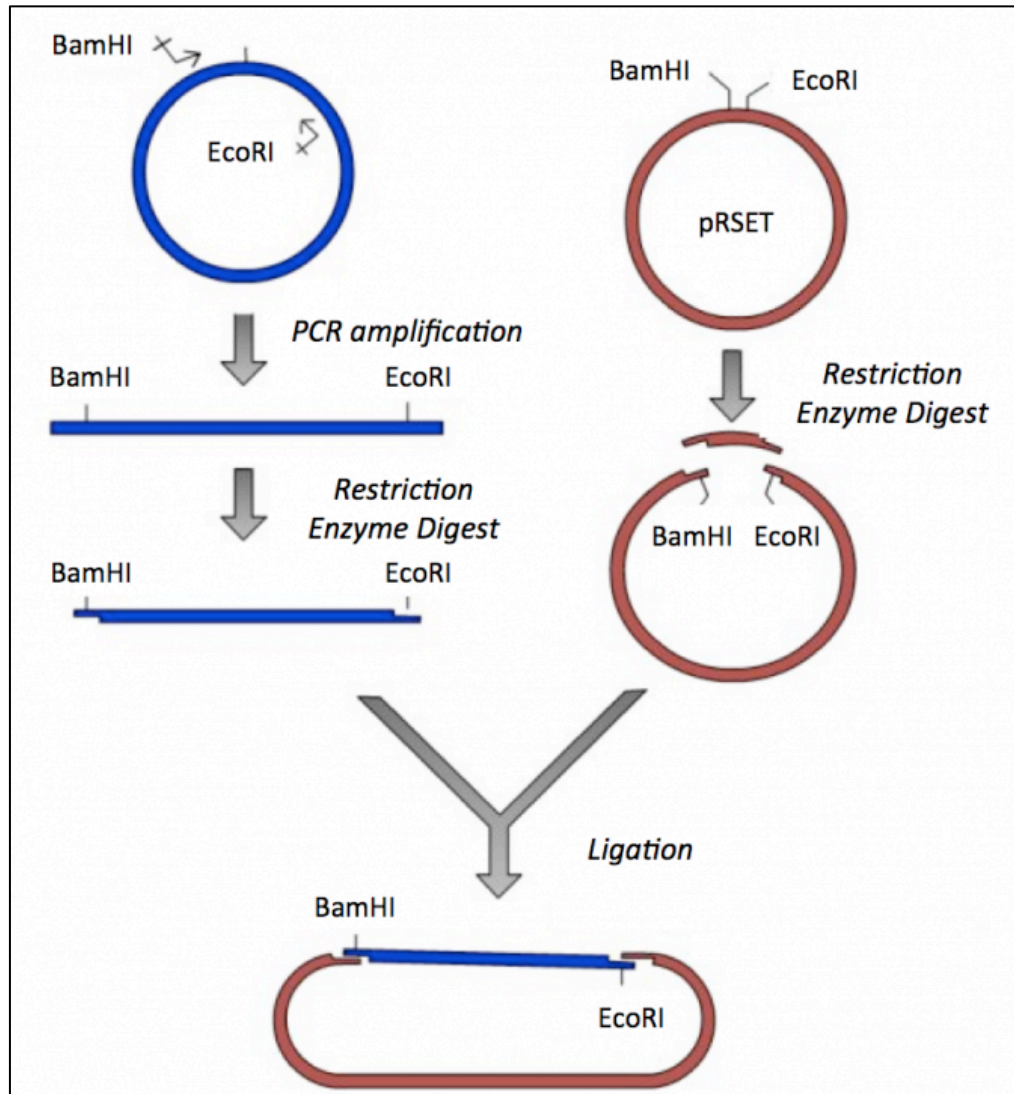 BamHI
EcoRI
PCR amplification
BamHI
EcoRI
Restriction
Enzyme Digest
BamHI
EcoRI
BamHI
EcoRI
pRSET
Restriction
Enzyme Digest
BamHI
EcoRI
Ligation
BamHI
EcoRI